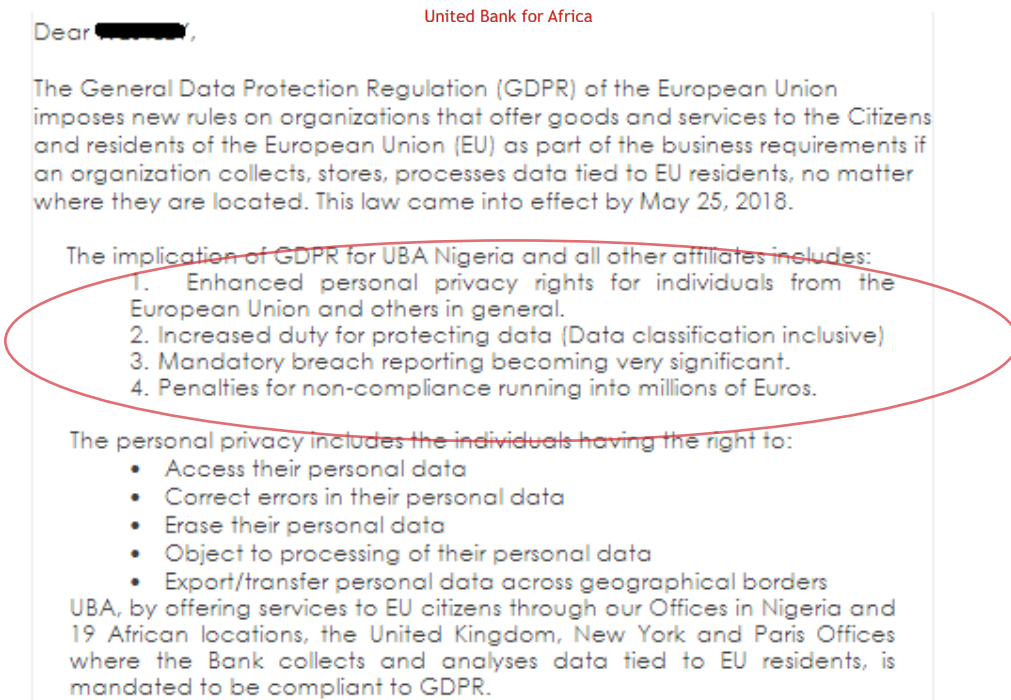 United Bank for Africa
Dear
The General Data Protection Regulation (GDPR) of the European Union
imposes new rules on organizations that offer goods and services to the Citizens
and residents of the European Union (EU) as part of the business requirements if
an organization collects, stores, processes data tied to EU residents, no matter
where they are located. This law came into effect by May 25, 2018.
The implication of GDPR for UBA Nigeria and all other affiliates includes:
1. Enhanced personal privacy rights for individuals from the
European Union and others in general.
2. Increased duty for protecting data (Data classification inclusive)
3. Mandatory breach reporting becoming very significant.
4. Penalties for non-compliance running into millions of Euros.
The personal privacy includes the individuals having the right to:
• Access their personal data
• Correct errors in their personal data
• Erase their personal data
• Object to processing of their personal data
• Export/transfer personal data across geographical borders
UBA, by offering services to EU citizens through our Offices in Nigeria and
19 African locations, the United Kingdom, New York and Paris Offices
where the Bank collects and analyses data tied to EU residents, is
mandated to be compliant to GDPR.